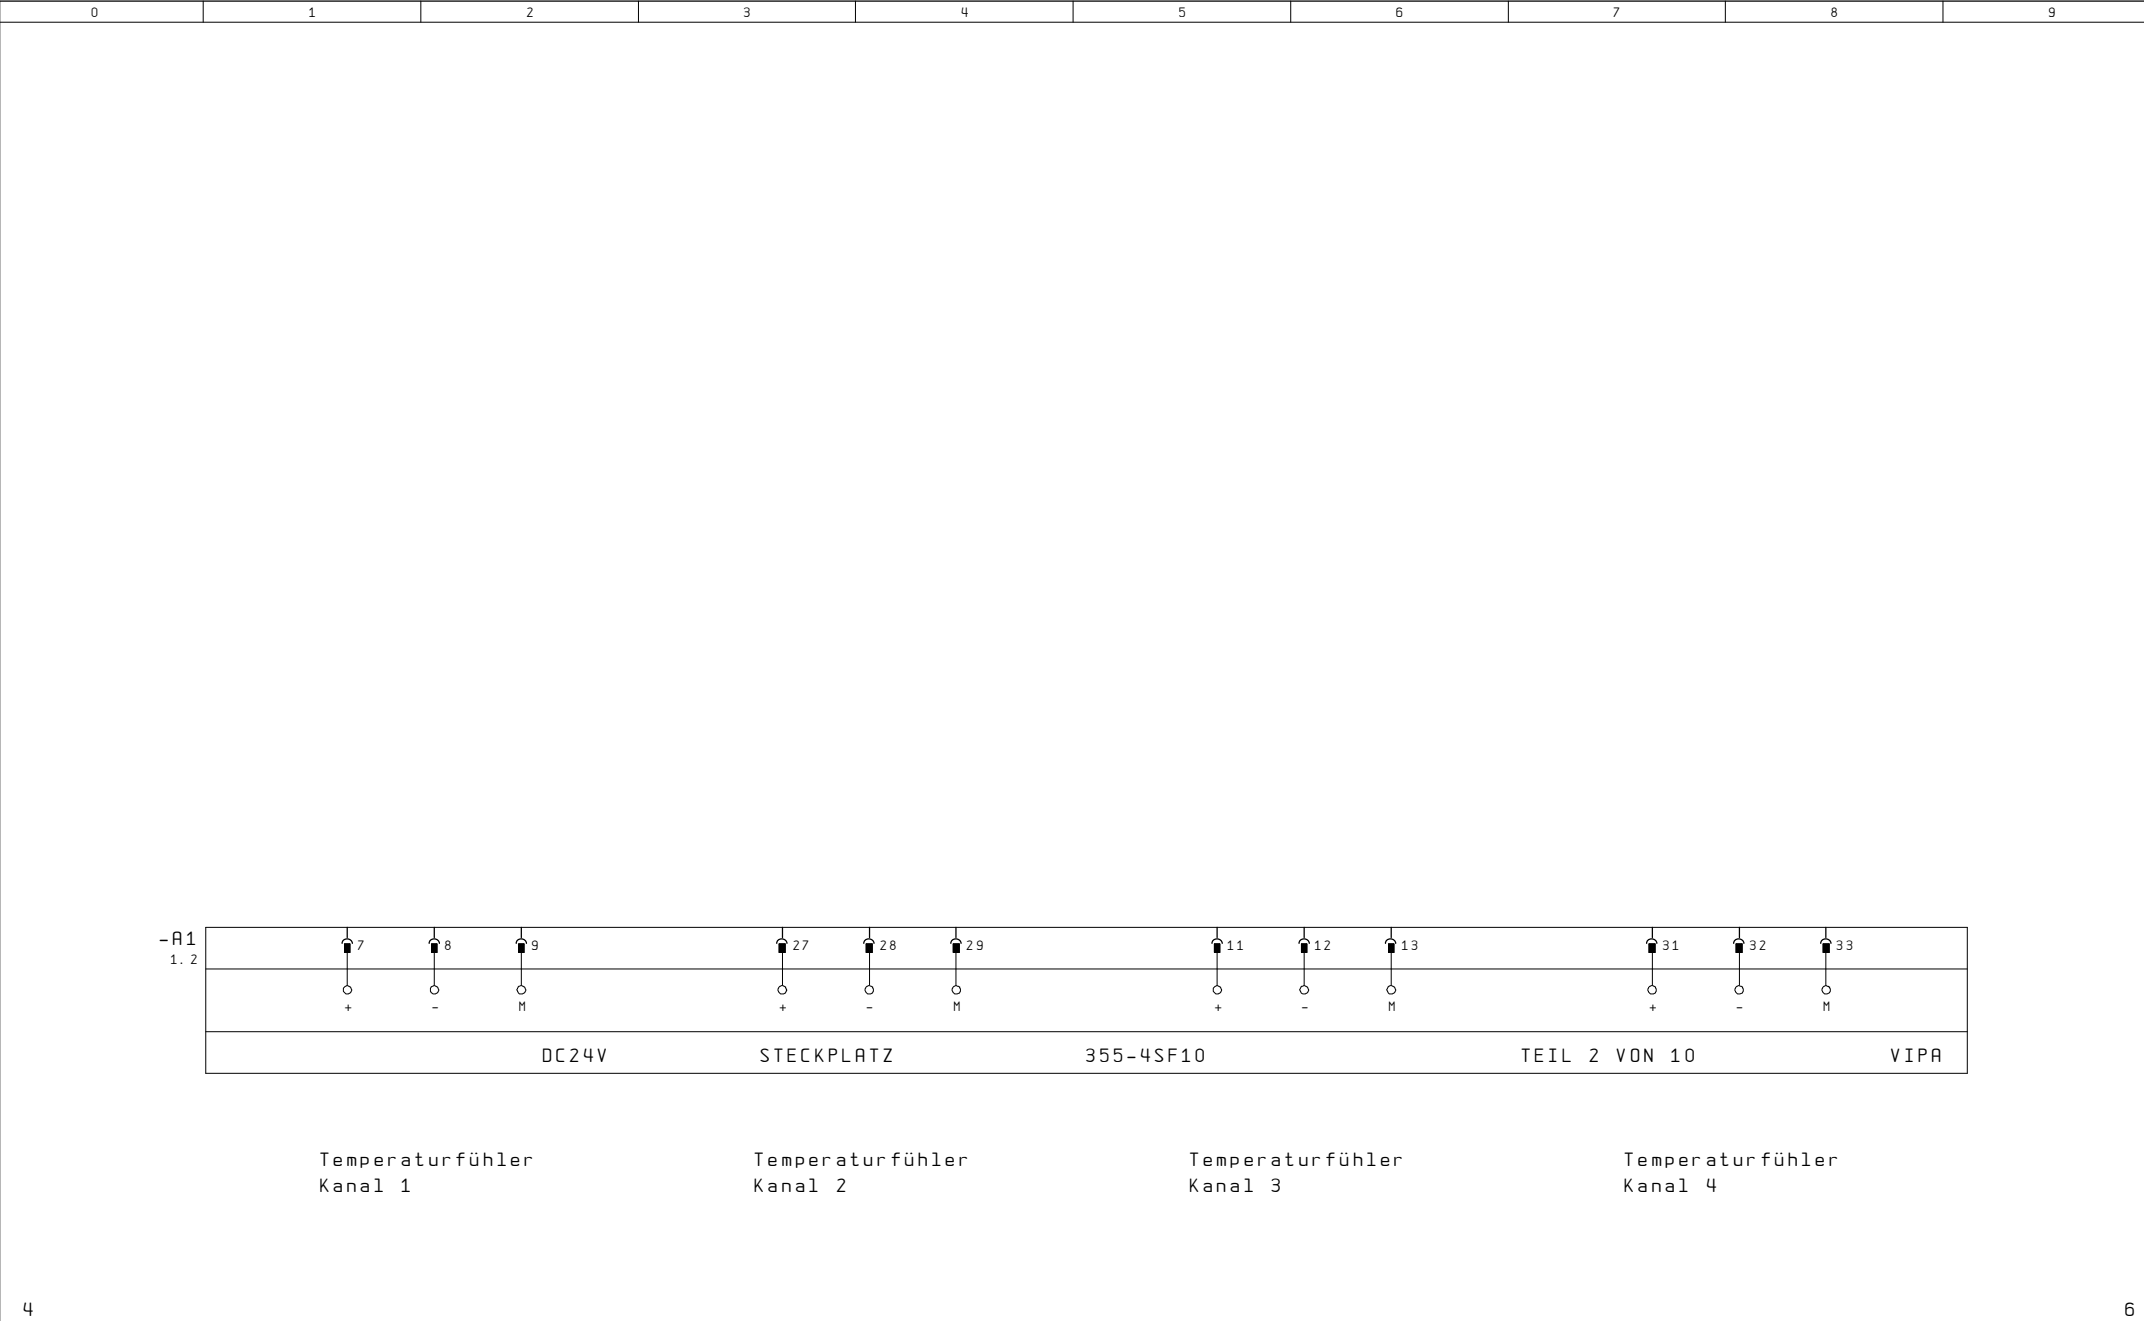 0 1 2 3 4 5 6 7 8 9
-A1 7 8 9 27 28 29 11 12 13 31 32 33
1.2
+ - M + - M + - M + - M
DC24V STECKPLATZ 355-4SF10 TEIL 2 VON 10 VIPA
Temperaturfühler Temperaturfühler Temperaturfühler Temperaturfühler
Kanal 1 Kanal 2 Kanal 3 Kanal 4
4 6